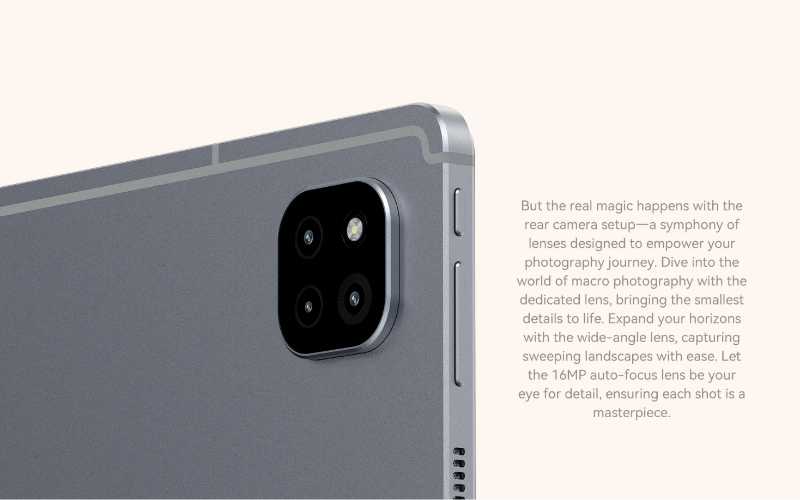 But the real magic happens with the
rear camera setup—a symphony of
lenses designed to empower your
photography journey. Dive into the
world of macro photography with the
dedicated lens, bringing the smallest
details to life. Expand your horizons
with the wide-angle lens, capturing
sweeping landscapes with ease. Let
the 16MP auto-focus lens be your
eye for detail, ensuring each shot is a
masterpiece.